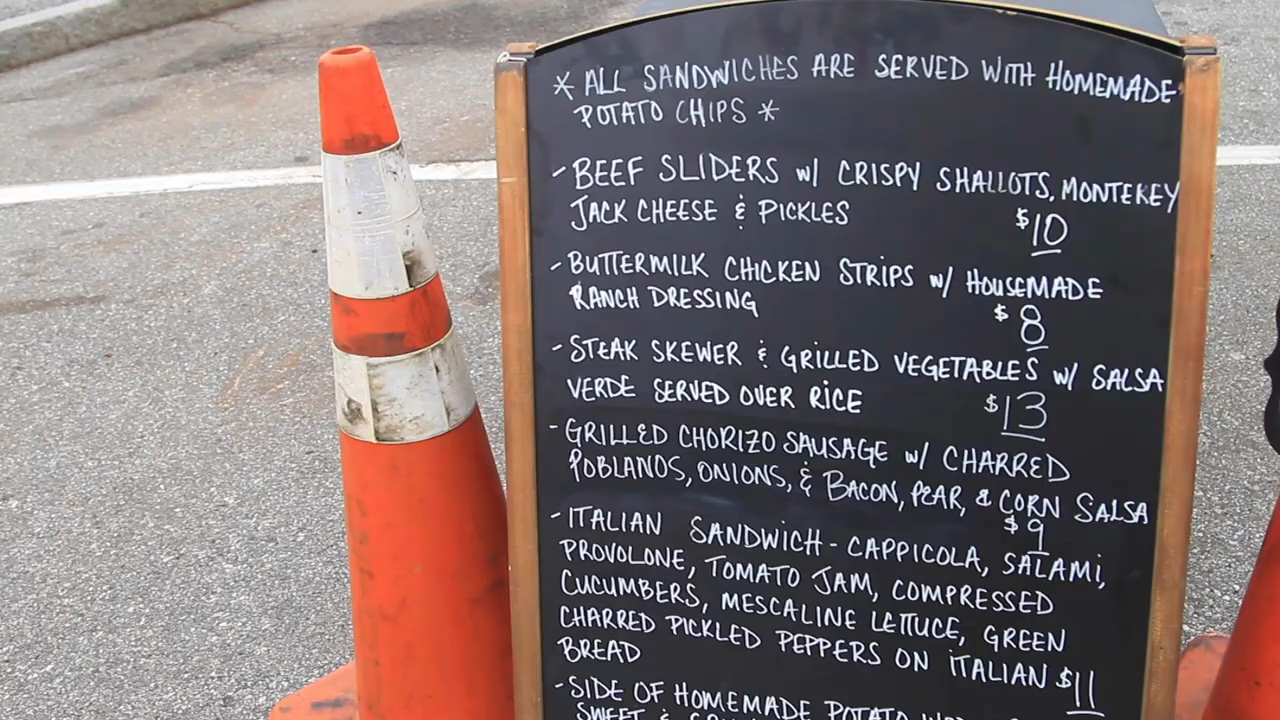 * ALL SANDWICHES ARE SERVED WITH HOMEMADE
POTATO CHIPS *
- BEEF SLIDERS w/ CRISPY SHALLOTS, MONTEREY
JACK CHEESE & PICKLES
$10
- BUTTERMILK CHICKEN STRIPS w/ HOUSEMADE
RANCH DRESSING
$8
- STEAK SKEWER & GRILLED VEGETABLES w/ SALSA
VERDE SERVED OVER RICE
$13
- GRILLED CHORIZO SAUSAGE w/ CHARRED
POBLANOS, ONIONS, & BACON, PEAR, & CORN SALSA
$9
- ITALIAN SANDWICH - CAPPICOLA, SALAMI,
PROVOLONE, TOMATO JAM, COMPRESSED
CUCUMBERS, MESCALINE LETTUCE, GREEN
CHARRED PICKLED PEPPERS ON ITALIAN $11
BREAD
- SIDE OF HOMEMADE POTATO
SWEET &